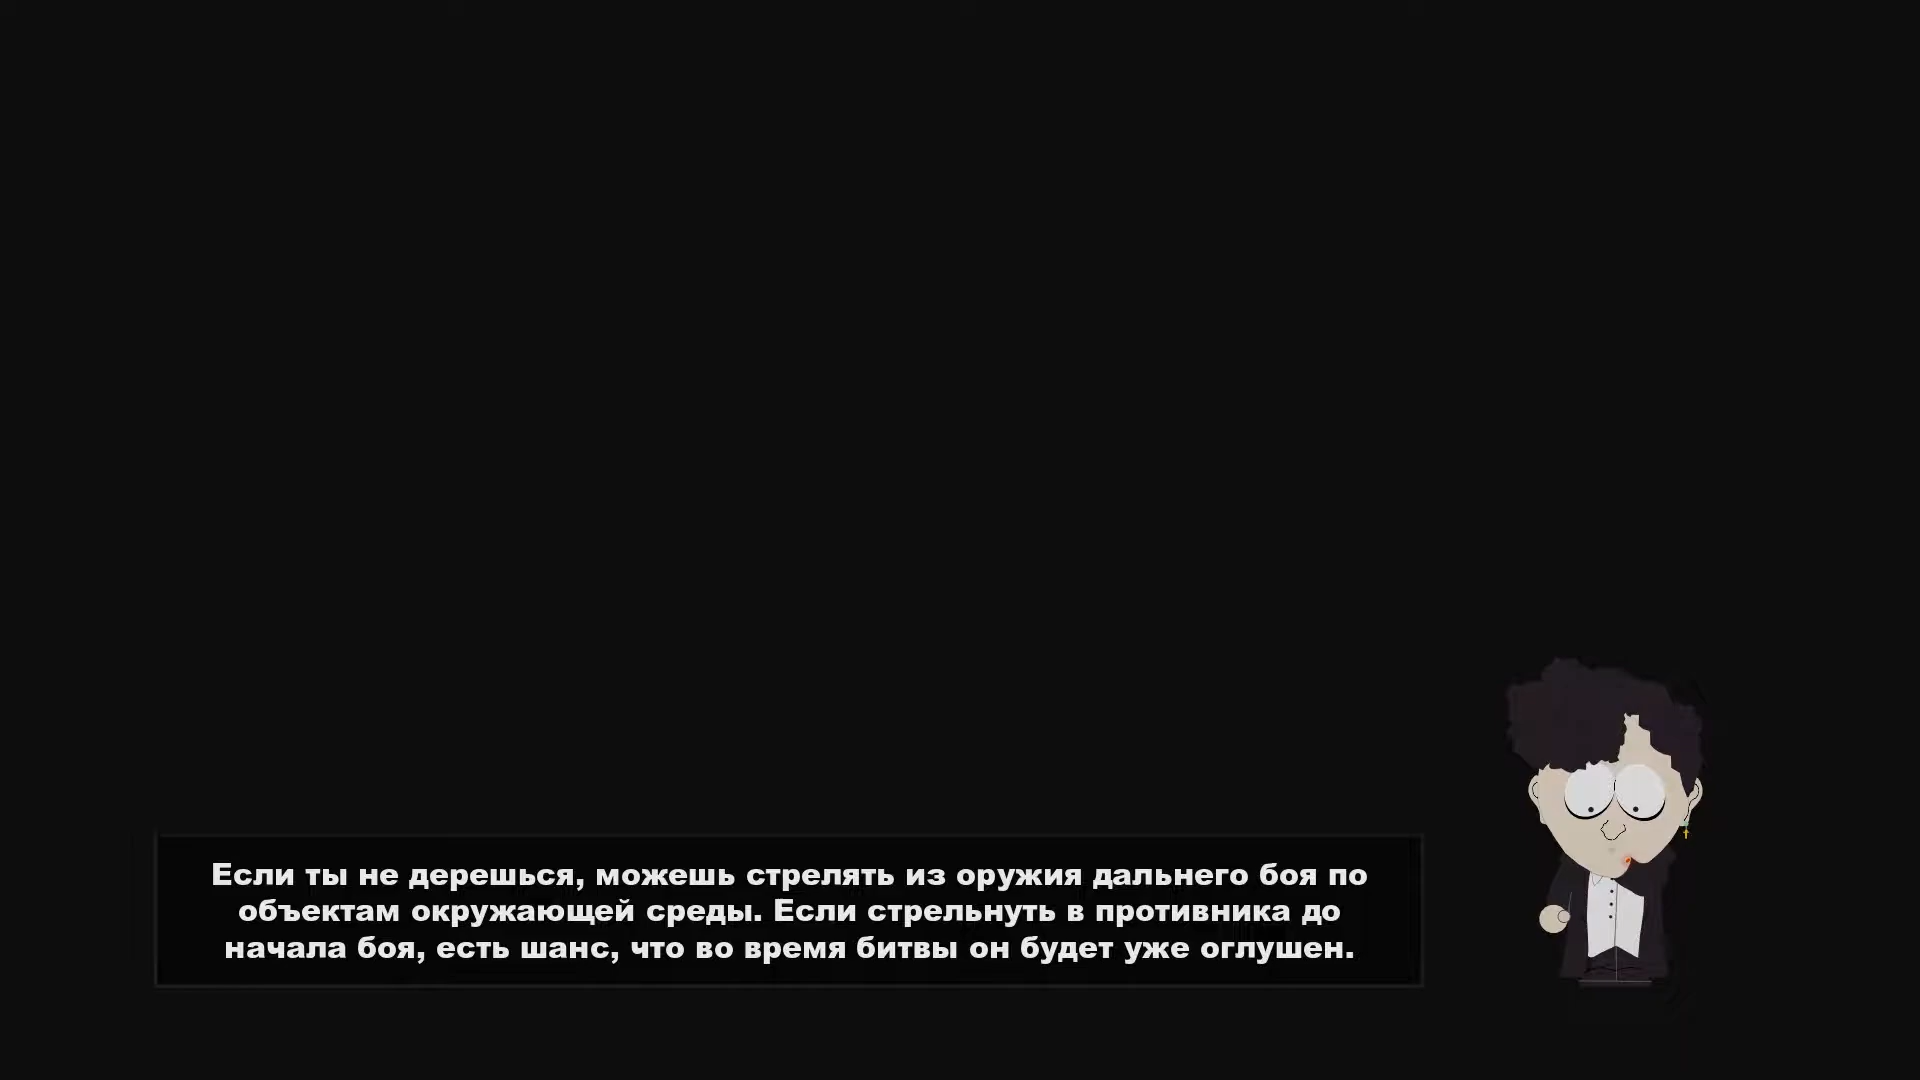 Если ты не дерешься, можешь стрелять из оружия дальнего боя по
объектам окружающей среды. Если стрельнуть в противника до
начала боя, есть шанс, что во время битвы он будет уже оглушен.